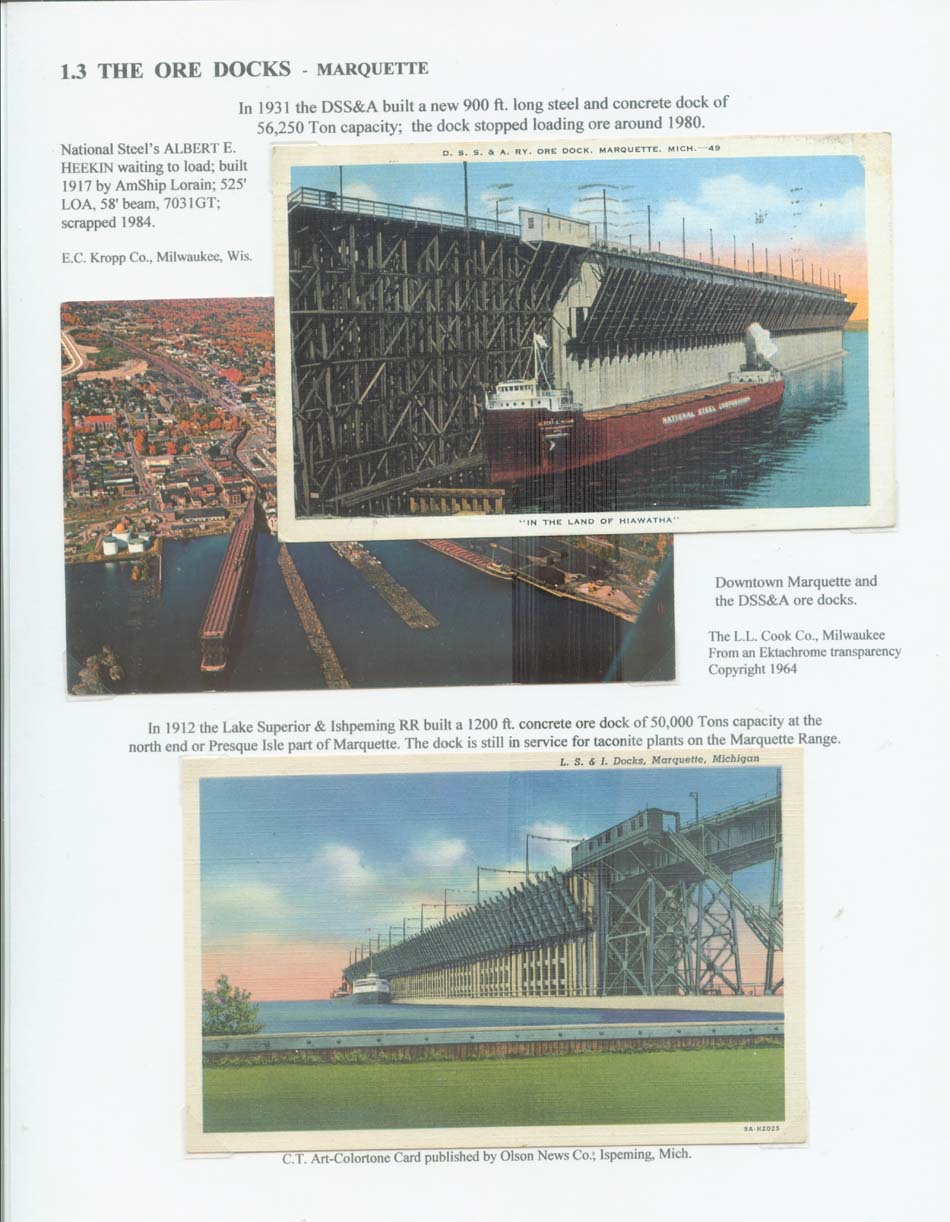 1.3 THE ORE DOCKS - MARQUETTE
In 1931 the DSS&A built a new 900 ft. long steel and concrete dock of
56,250 Ton capacity; the dock stopped loading ore around 1980.
National Steel's ALBERT E.
HEEKIN waiting to load; built
1917 by AmShip Lorain; 525'
LOA, 58' beam, 7031GT;
scrapped 1984.
E.C. Kropp Co., Milwaukee, Wis.
D. S. S. & A. RY. ORE DOCK, MARQUETTE, MICH.—49
NATIONAL STEEL CORPORATION
"IN THE LAND OF HIAWATHA"
Downtown Marquette and
the DSS&A ore docks.
The L.L. Cook Co., Milwaukee
From an Ektachrome transparency
Copyright 1964
In 1912 the Lake Superior & Ishpeming RR built a 1200 ft. concrete ore dock of 50,000 Tons capacity at the
north end or Presque Isle part of Marquette. The dock is still in service for taconite plants on the Marquette Range.
L. S. & I. Docks, Marquette, Michigan
9A-H2025
C.T. Art-Colortone Card published by Olson News Co.; Ispeming, Mich.